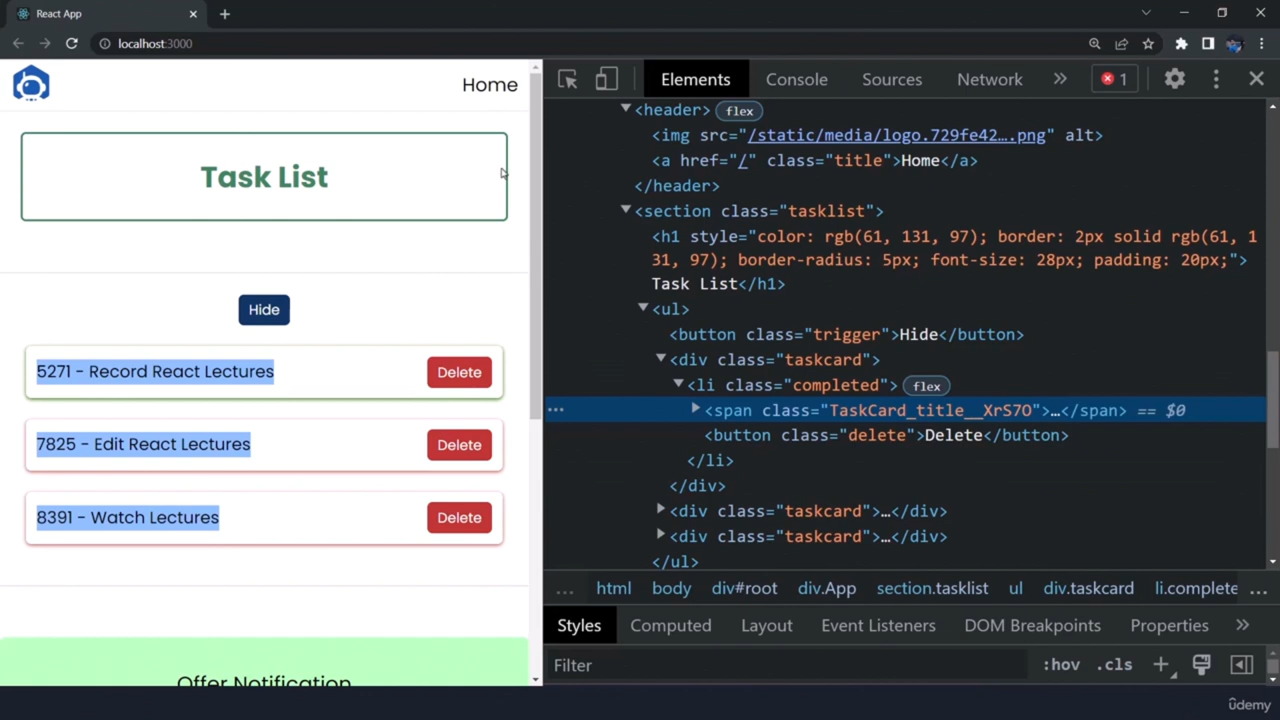 React App
localhost:3000
Home
Task List
Hide
5271 - Record React Lectures
Delete
7825 - Edit React Lectures
Delete
8391 - Watch Lectures
Delete
Offer Notification
Elements Console Sources Network » 1
<header> flex
<img src="/static/media/logo.729fe42….png" alt>
<a href="/" class="title">Home</a>
</header>
<section class="tasklist">
<h1 style="color: rgb(61, 131, 97); border: 2px solid rgb(61, 1
31, 97); border-radius: 5px; font-size: 28px; padding: 20px;">
Task List</h1>
<ul>
<button class="trigger">Hide</button>
<div class="taskcard">
<li class="completed"> flex
… <span class="TaskCard_title__XrS7O">…</span> == $0
<button class="delete">Delete</button>
</li>
</div>
<div class="taskcard">…</div>
<div class="taskcard">…</div>
</ul>
… html body div#root div.App section.tasklist ul div.taskcard li.complete …
Styles Computed Layout Event Listeners DOM Breakpoints Properties »
Filter :hov .cls +
ûdemy